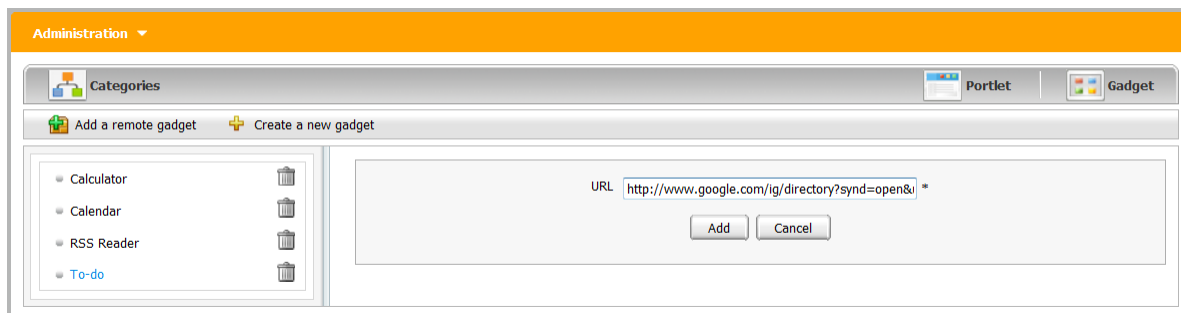 Administration
Categories Portlet Gadget
Add a remote gadget Create a new gadget
Calculator
URL http://www.google.com/ig/directory?synd=open& *
Calendar
Add Cancel
RSS Reader
To-do